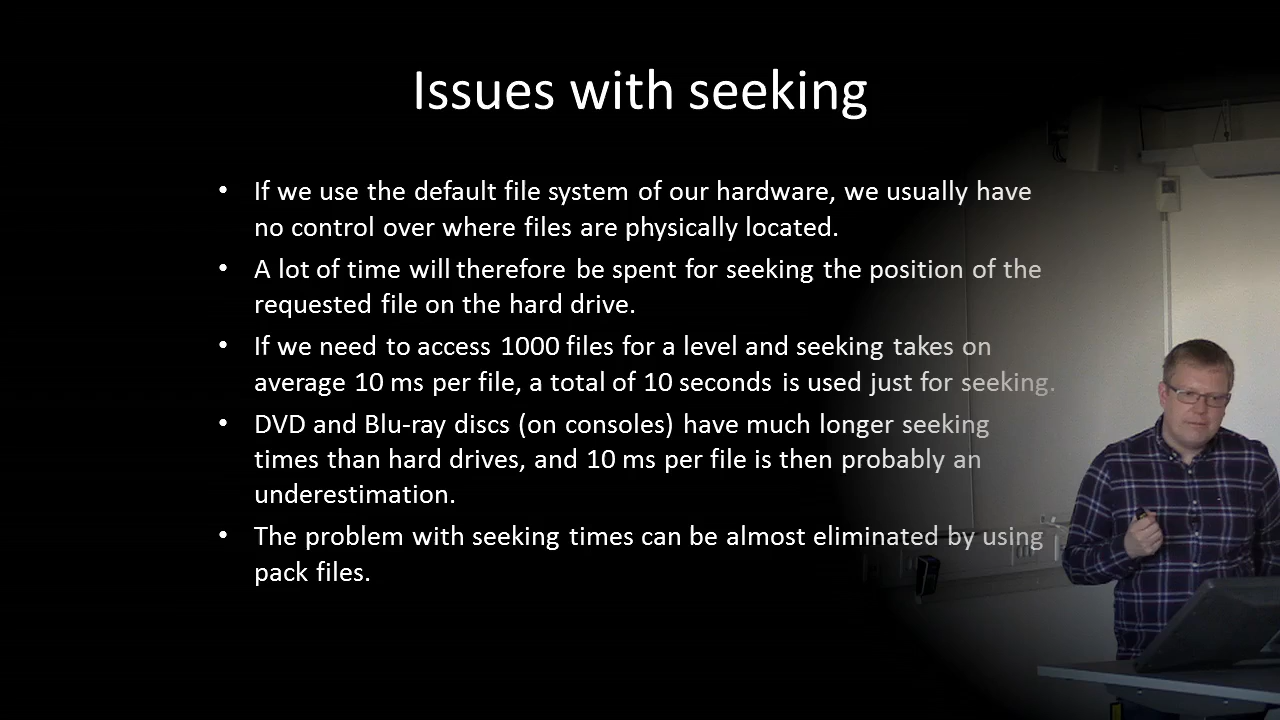 Issues with seeking
• If we use the default file system of our hardware, we usually have
no control over where files are physically located.
• A lot of time will therefore be spent for seeking the position of the
requested file on the hard drive.
• If we need to access 1000 files for a level and seeking takes on
average 10 ms per file, a total of 10 seconds is used just for seeking.
• DVD and Blu-ray discs (on consoles) have much longer seeking
times than hard drives, and 10 ms per file is then probably an
underestimation.
• The problem with seeking times can be almost eliminated by using
pack files.